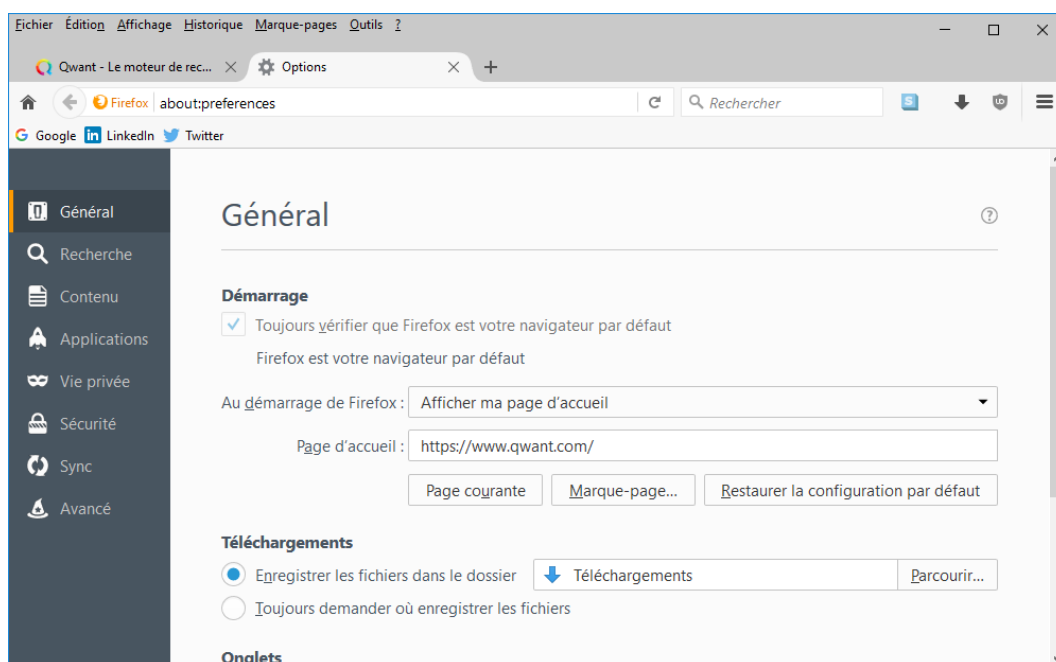 Fichier Édition Affichage Historique Marque-pages Outils ?
Qwant - Le moteur de rec... Options
Firefox about:preferences Rechercher S
Google in LinkedIn Twitter
Général
Recherche
Contenu
Applications
Vie privée
Sécurité
Sync
Avancé
Général ?
Démarrage
Toujours vérifier que Firefox est votre navigateur par défaut
Firefox est votre navigateur par défaut
Au démarrage de Firefox : Afficher ma page d'accueil
Page d'accueil : https://www.qwant.com/
Page courante Marque-page... Restaurer la configuration par défaut
Téléchargements
Enregistrer les fichiers dans le dossier Téléchargements Parcourir...
Toujours demander où enregistrer les fichiers
Onglets